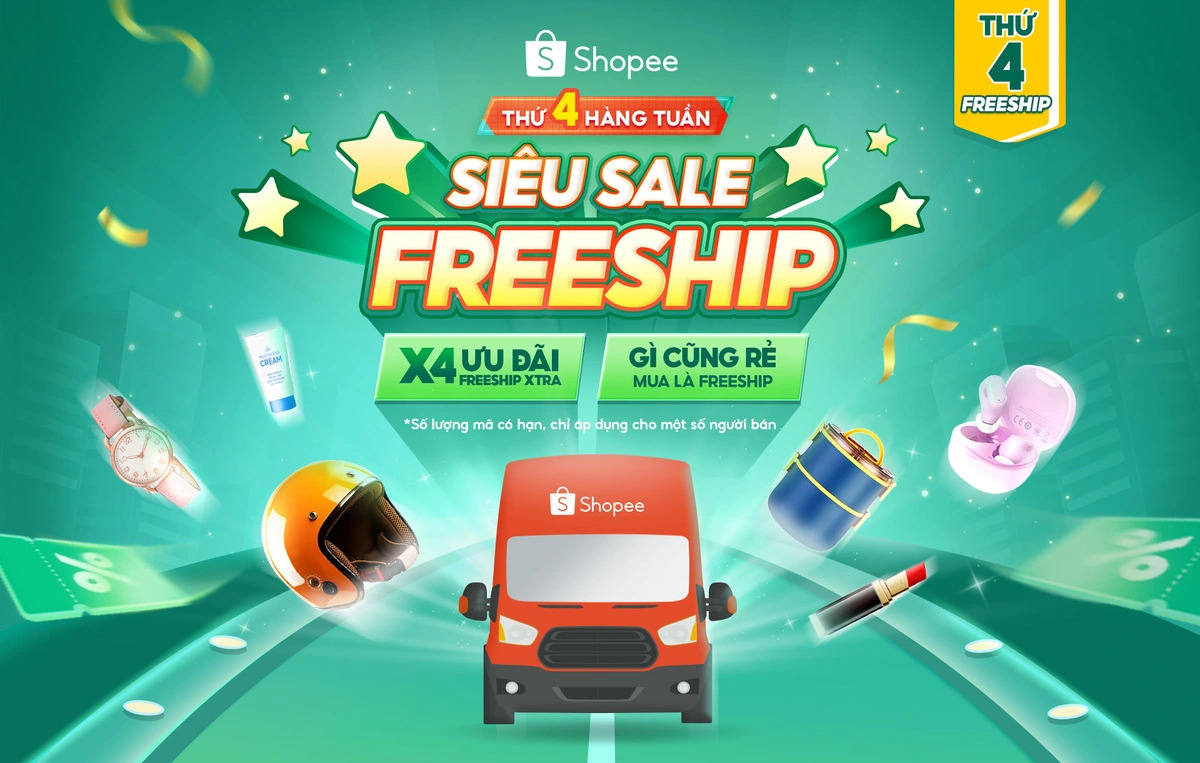 Shopee
THỨ
4
FREESHIP
THỨ 4 HÀNG TUẦN
SIÊU SALE
FREESHIP
X4 ƯU ĐÃI
FREESHIP XTRA
GÌ CŨNG RẺ
MUA LÀ FREESHIP
*Số lượng mã có hạn, chỉ áp dụng cho một số người bán
CREAM
Shopee
%
%